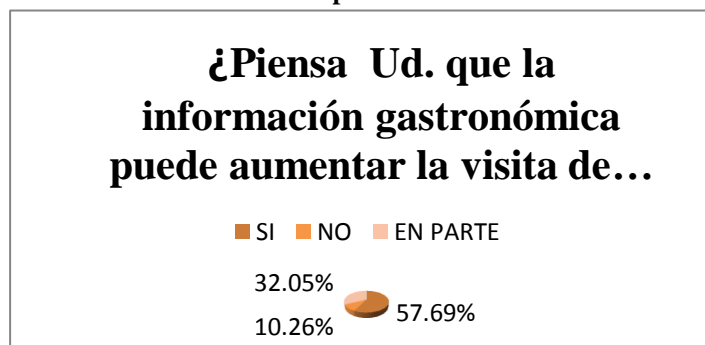 ¿Piensa Ud. que la
información gastronómica
puede aumentar la visita de…
SI NO EN PARTE
32.05%
57.69%
10.26%